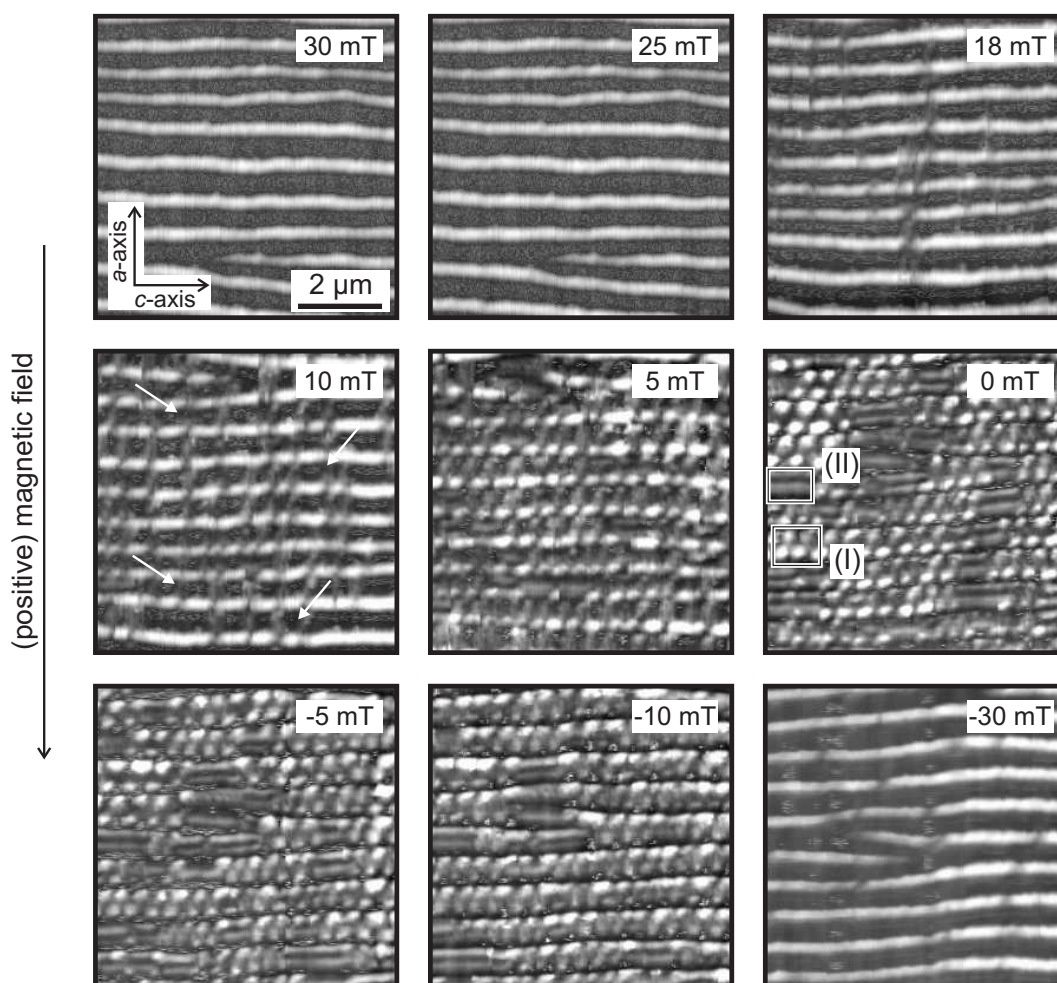 30 mT
25 mT
18 mT
a-axis
c-axis
2 µm
(positive) magnetic field
10 mT
5 mT
0 mT
(II)
(I)
-5 mT
-10 mT
-30 mT